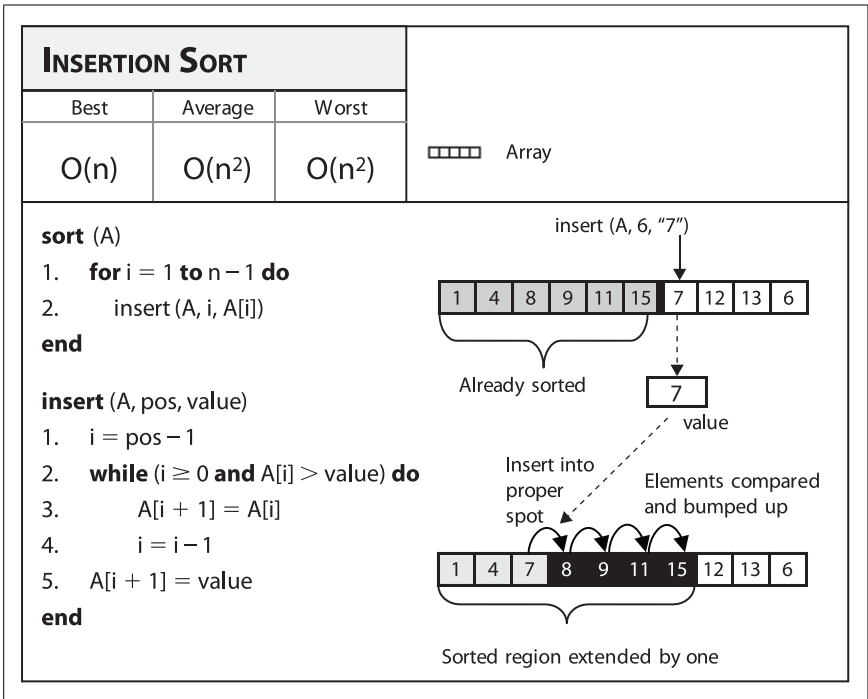 INSERTION SORT
Best Average Worst
O(n) O(n²) O(n²)
Array
sort (A)
1. for i = 1 to n − 1 do
2. insert (A, i, A[i])
end
insert (A, pos, value)
1. i = pos − 1
2. while (i ≥ 0 and A[i] > value) do
3. A[i + 1] = A[i]
4. i = i − 1
5. A[i + 1] = value
end
insert (A, 6, “7”)
1 4 8 9 11 15 7 12 13 6
Already sorted
7
value
Insert into
proper
spot
Elements compared
and bumped up
1 4 7 8 9 11 15 12 13 6
Sorted region extended by one